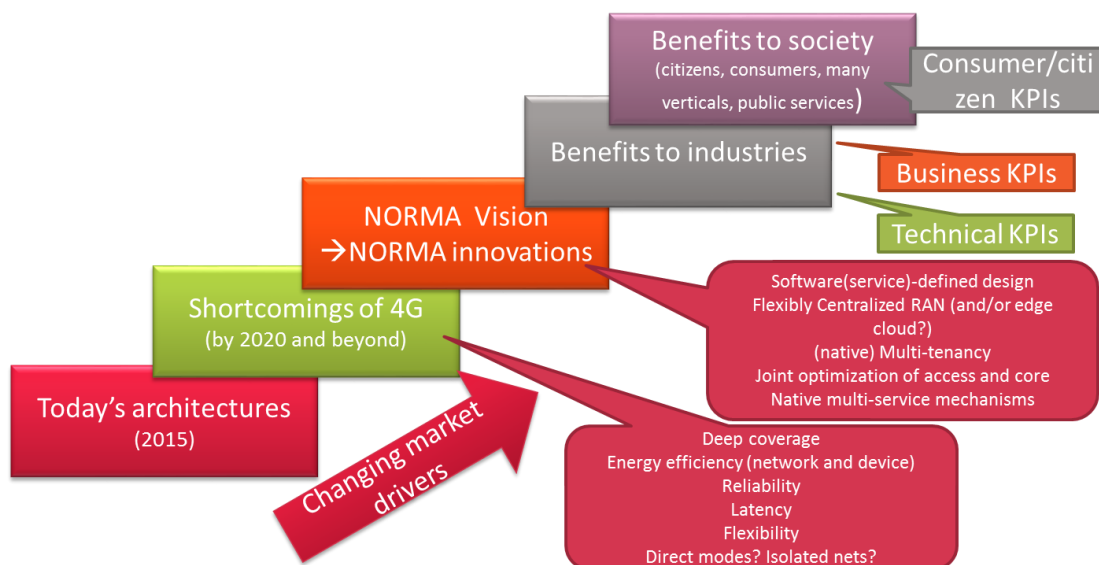 Benefits to society
(citizens, consumers, many
verticals, public services)
Consumer/citi
zen KPIs
Benefits to industries
Business KPIs
Technical KPIs
NORMA Vision
→NORMA innovations
Software(service)-defined design
Flexibly Centralized RAN (and/or edge
cloud?)
(native) Multi-tenancy
Joint optimization of access and core
Native multi-service mechanisms
Shortcomings of 4G
(by 2020 and beyond)
Today's architectures
(2015)
Changing market
drivers
Deep coverage
Energy efficiency (network and device)
Reliability
Latency
Flexibility
Direct modes? Isolated nets?